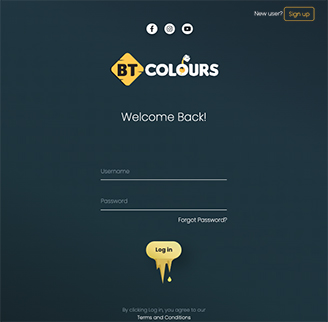 New user? Sign up
BT COLOURS
Welcome Back!
Username
Password
Forgot Password?
Log in
By clicking Log In, you agree to our
Terms and Conditions